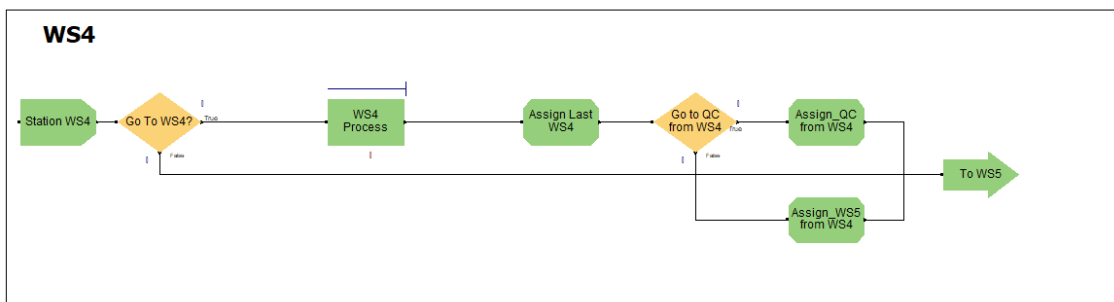 WS4
Station WS4
Go To WS4?
True
False
WS4
Process
Assign Last
WS4
Go to QC
from WS4
True
False
Assign_QC
from WS4
Assign_WS5
from WS4
To WS5